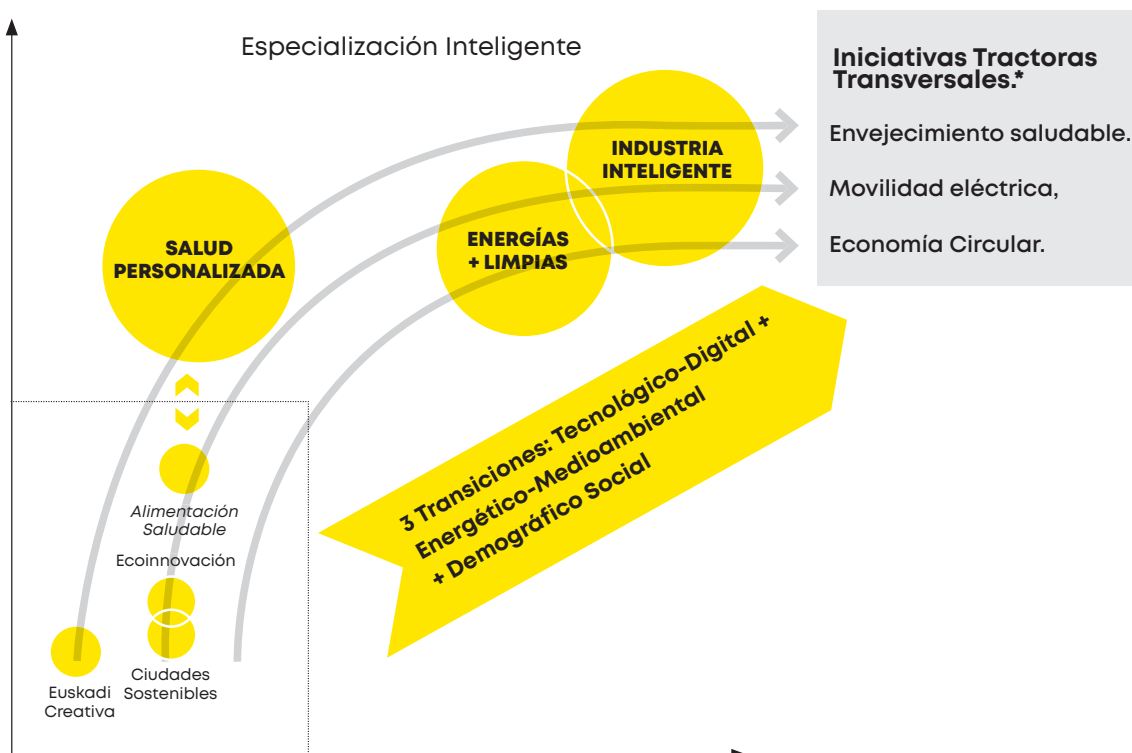 Especialización Inteligente
Iniciativas Tractoras
Transversales.*
Envejecimiento saludable.
Movilidad eléctrica,
Economía Circular.
INDUSTRIA
INTELIGENTE
ENERGÍAS
+ LIMPIAS
SALUD
PERSONALIZADA
3 Transiciones: Tecnológico-Digital +
Energético-Medioambiental
+ Demográfico Social
Alimentación
Saludable
Ecoinnovación
Ciudades
Sostenibles
Euskadi
Creativa